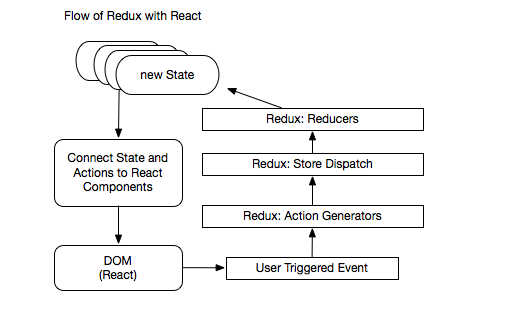 Flow of Redux with React
new State
Redux: Reducers
Connect State and
Actions to React
Components
Redux: Store Dispatch
Redux: Action Generators
DOM
(React)
User Triggered Event